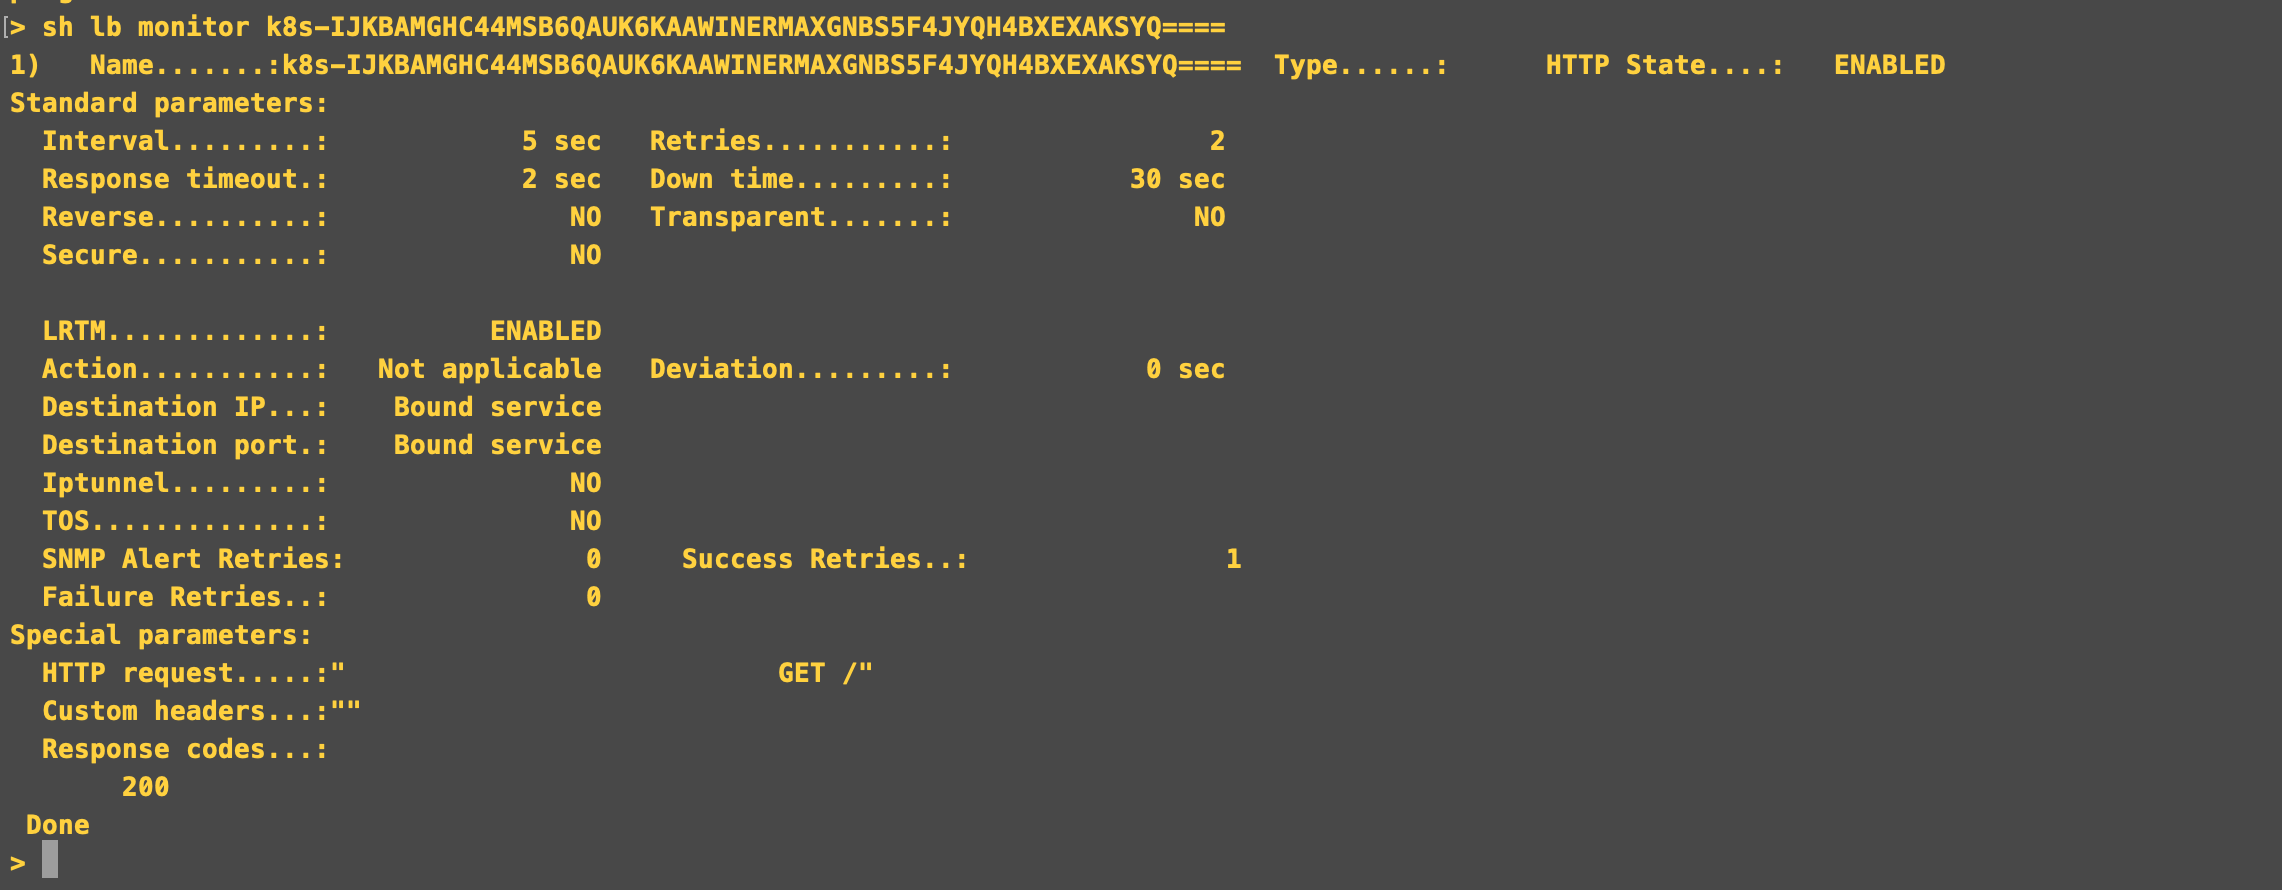 > sh lb monitor k8s-IJKBAMGHC44MSB6QAUK6KAAWINERMAXGNBS5F4JYQH4BXEXAKSYQ====
1)   Name.......:k8s-IJKBAMGHC44MSB6QAUK6KAAWINERMAXGNBS5F4JYQH4BXEXAKSYQ====  Type......:      HTTP State....:   ENABLED
Standard parameters:
  Interval.........:            5 sec   Retries...........:                2
  Response timeout.:            2 sec   Down time.........:           30 sec
  Reverse..........:               NO   Transparent.......:               NO
  Secure...........:               NO
  LRTM.............:          ENABLED
  Action...........:   Not applicable   Deviation.........:            0 sec
  Destination IP...:    Bound service
  Destination port.:    Bound service
  Iptunnel.........:               NO
  TOS..............:               NO
  SNMP Alert Retries:               0     Success Retries..:                1
  Failure Retries..:                0
Special parameters:
  HTTP request.....:"                           GET /"
  Custom headers...:""
  Response codes...:
       200
 Done
>